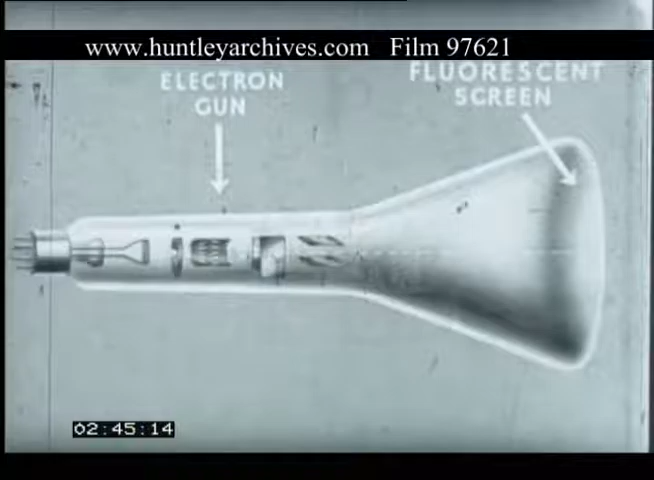 www.huntleyarchives.com Film 97621
ELECTRON
GUN
FLUORESCENT
SCREEN
02:45:14